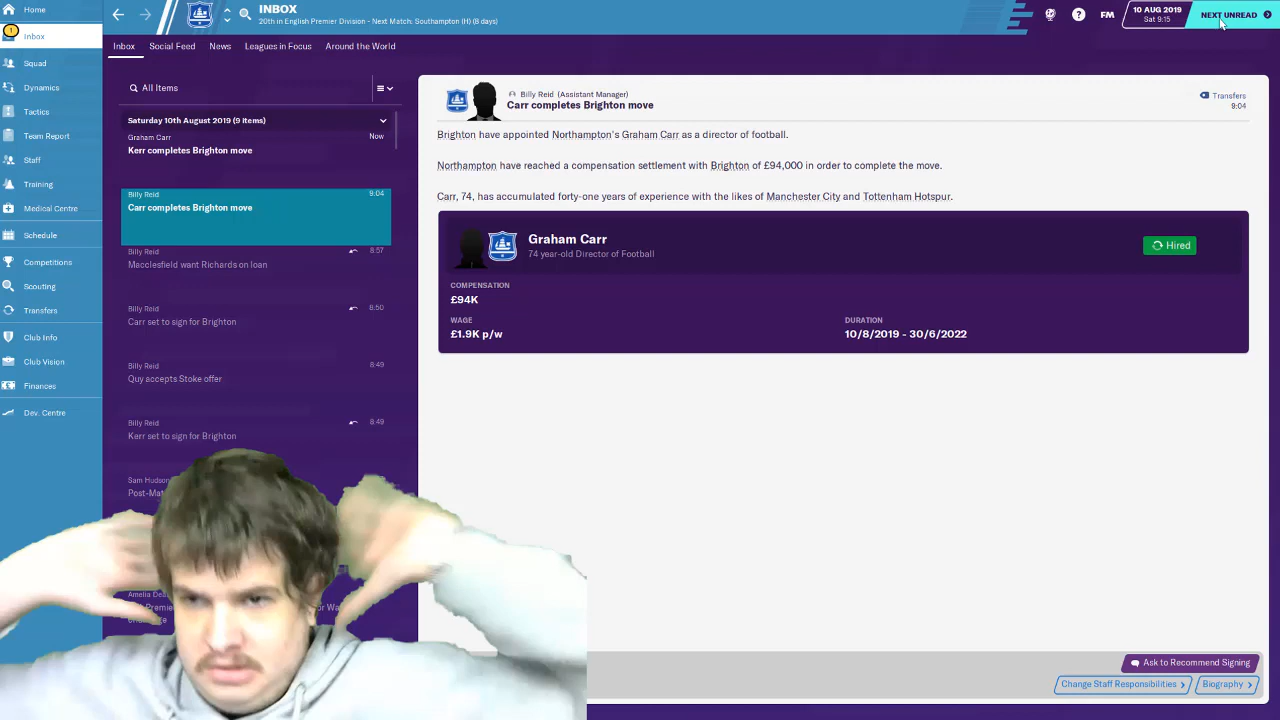 Home
INBOX
20th in English Premier Division - Next Match: Southampton (H) (8 days)
FM
10 AUG 2019
Sat 9:15
NEXT UNREAD
Inbox
Squad
Dynamics
Tactics
Team Report
Staff
Training
Medical Centre
Schedule
Competitions
Scouting
Transfers
Club Info
Club Vision
Finances
Dev. Centre
Inbox
Social Feed
News
Leagues in Focus
Around the World
All Items
Saturday 10th August 2019 (9 items)
Graham Carr
Now
Kerr completes Brighton move
Billy Reid
9:04
Carr completes Brighton move
Billy Reid
8:57
Macclesfield want Richards on loan
Billy Reid
8:50
Carr set to sign for Brighton
Billy Reid
8:49
Quy accepts Stoke offer
Billy Reid
8:49
Kerr set to sign for Brighton
Sam Hudson
Billy Reid (Assistant Manager)
Carr completes Brighton move
Transfers
9:04
Brighton have appointed Northampton's Graham Carr as a director of football.
Northampton have reached a compensation settlement with Brighton of £94,000 in order to complete the move.
Carr, 74, has accumulated forty-one years of experience with the likes of Manchester City and Tottenham Hotspur.
Graham Carr
74 year-old Director of Football
Hired
COMPENSATION
£94K
WAGE
£1.9K p/w
DURATION
10/8/2019 - 30/6/2022
Ask to Recommend Signing
Change Staff Responsibilities
Biography